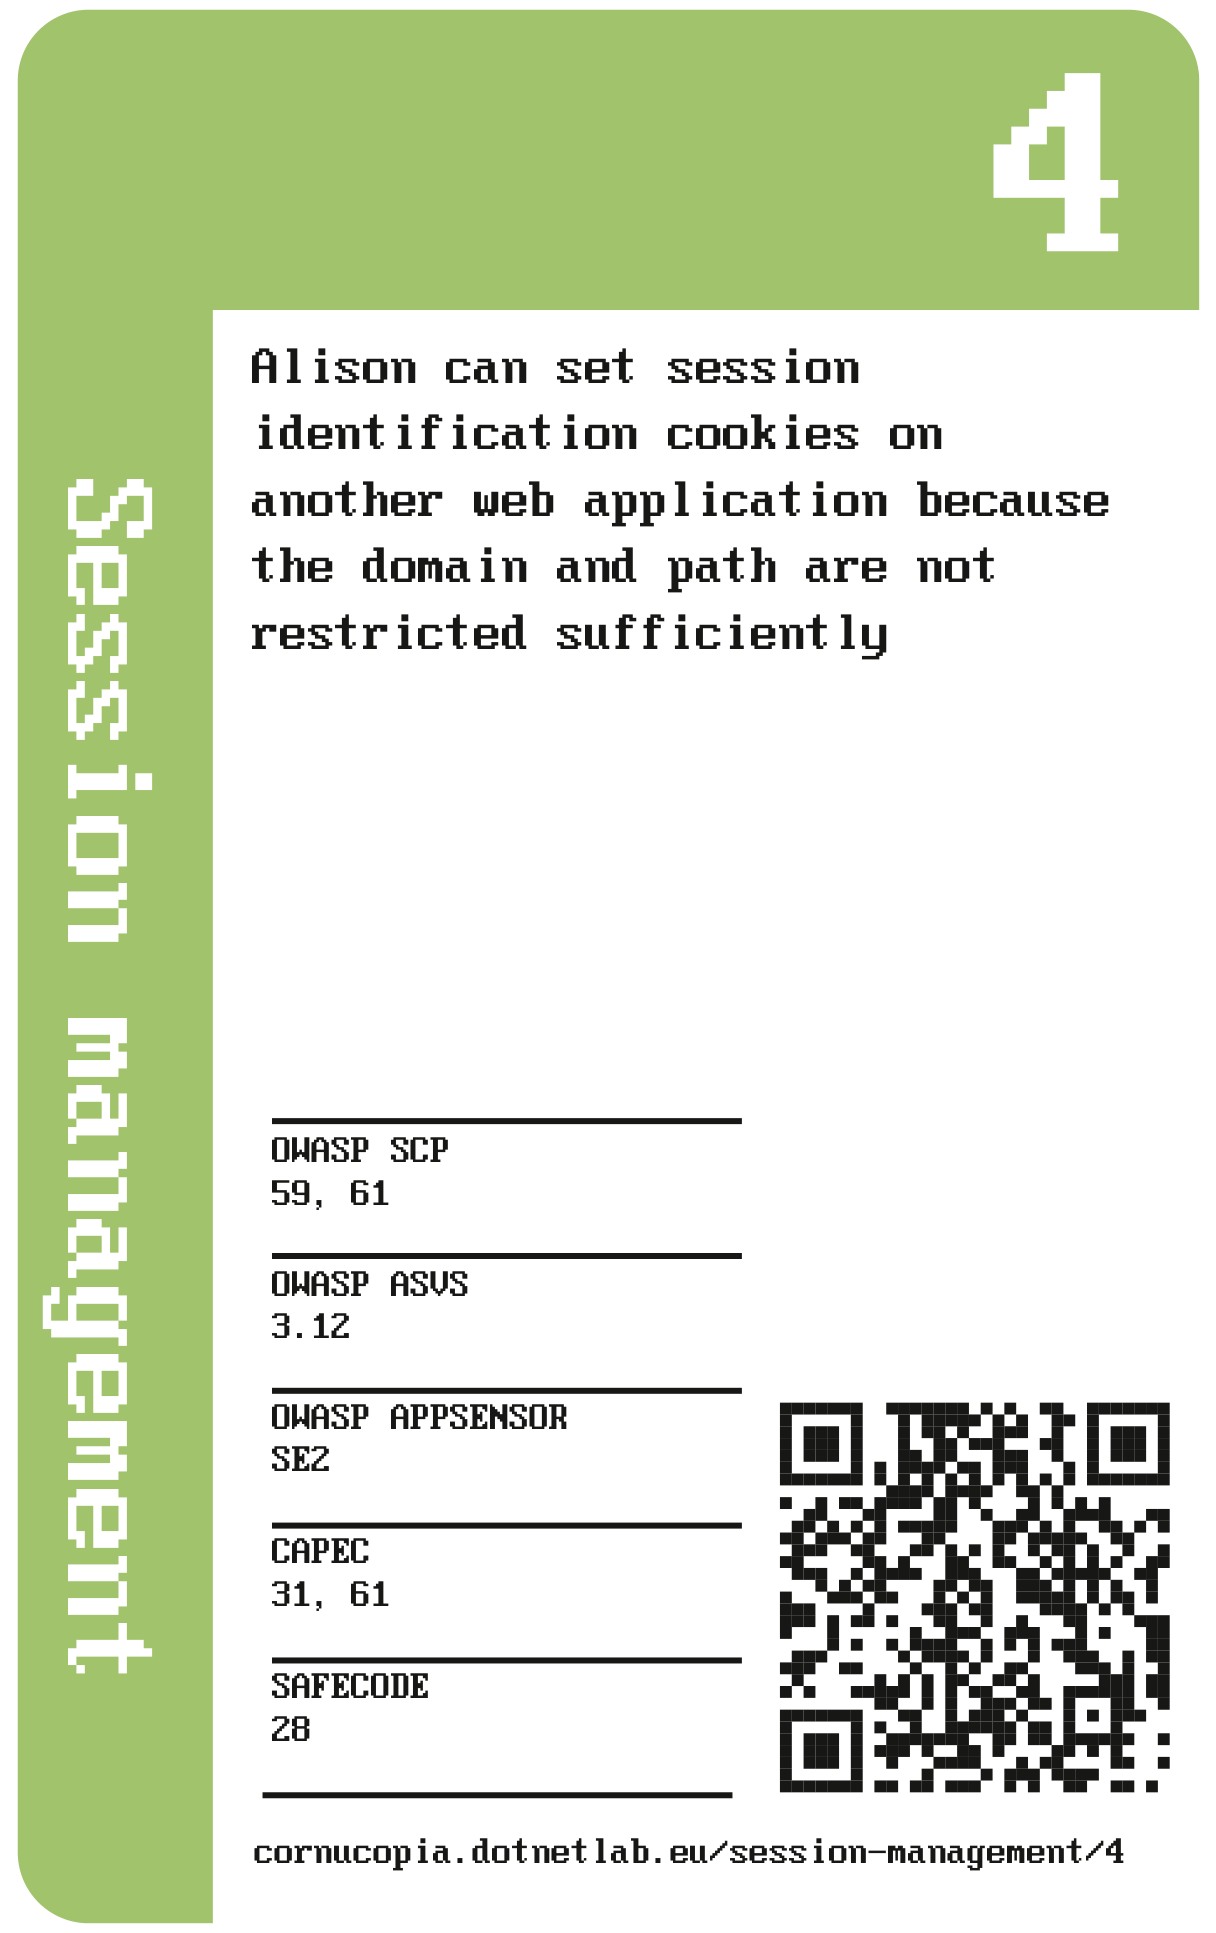 4
Session management
Alison can set session
identification cookies on
another web application because
the domain and path are not
restricted sufficiently
OWASP SCP
59, 61
OWASP ASVS
3.12
OWASP APPSENSOR
SE2
CAPEC
31, 61
SAFECODE
28
cornucopia.dotnetlab.eu/session-management/4